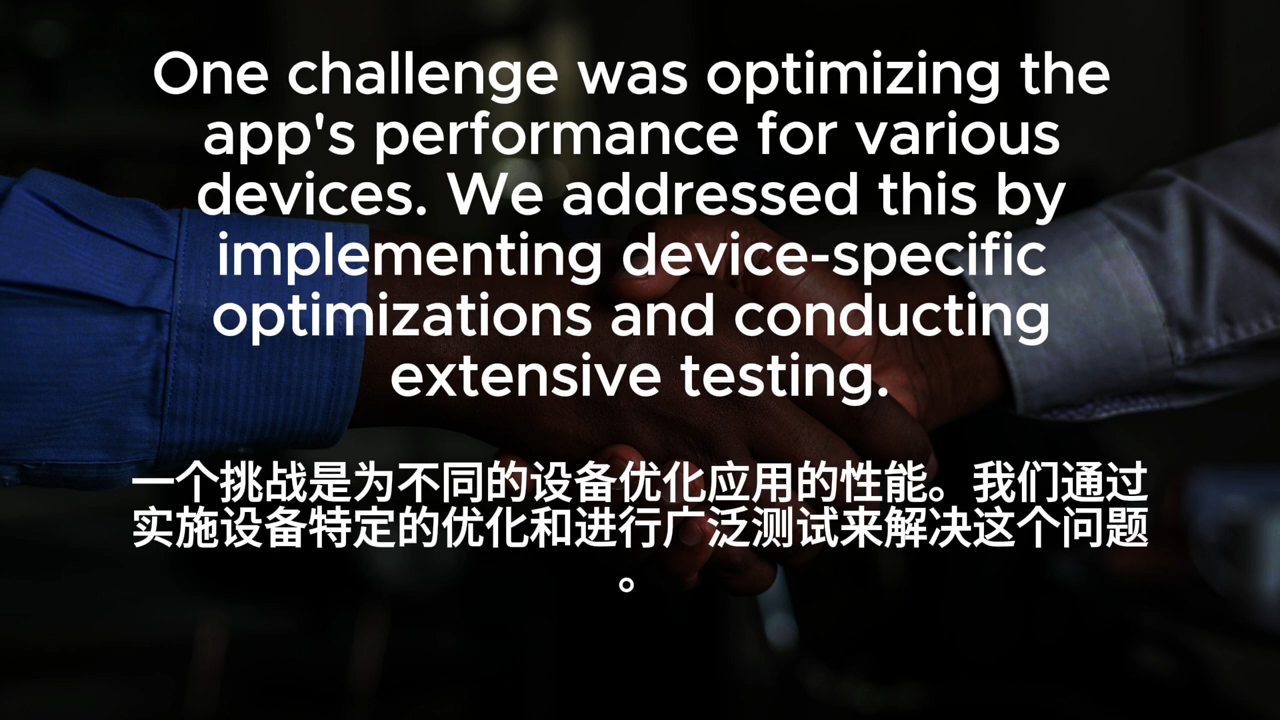 One challenge was optimizing the
app's performance for various
devices. We addressed this by
implementing device-specific
optimizations and conducting
extensive testing.
一个挑战是为不同的设备优化应用的性能。我们通过
实施设备特定的优化和进行广泛测试来解决这个问题
。